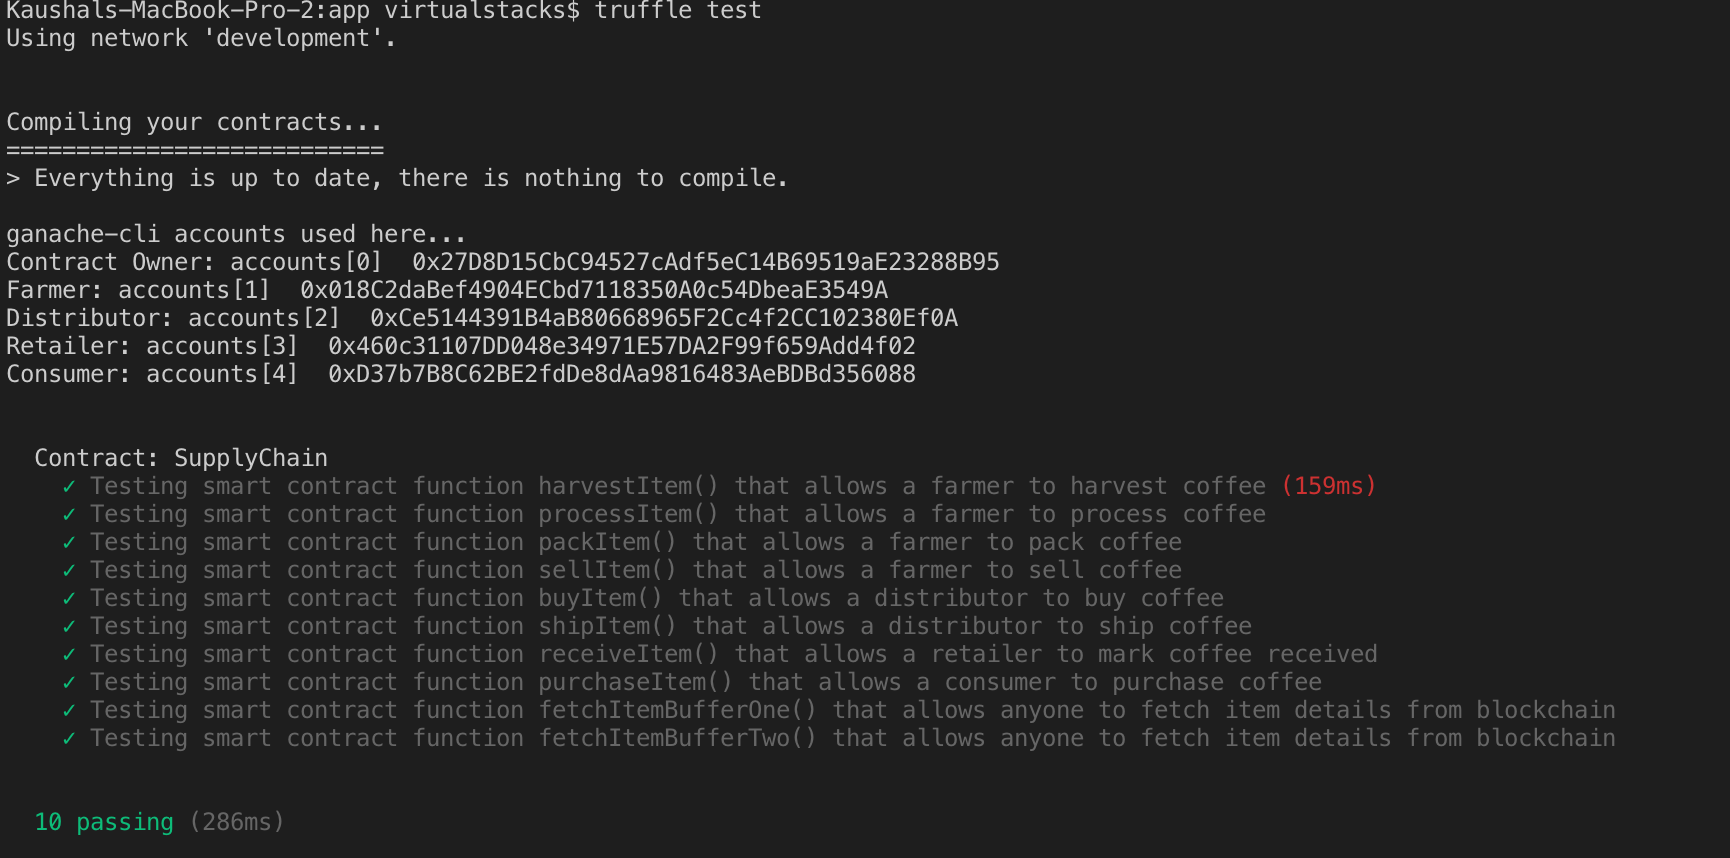 Kaushals-MacBook-Pro-2:app virtualstacks$ truffle test
Using network 'development'.
Compiling your contracts...
===========================
> Everything is up to date, there is nothing to compile.
ganache-cli accounts used here...
Contract Owner: accounts[0]  0x27D8D15CbC94527cAdf5eC14B69519aE23288B95
Farmer: accounts[1]  0x018C2daBef4904ECbd7118350A0c54DbeaE3549A
Distributor: accounts[2]  0xCe5144391B4aB80668965F2Cc4f2CC102380Ef0A
Retailer: accounts[3]  0x460c31107DD048e34971E57DA2F99f659Add4f02
Consumer: accounts[4]  0xD37b7B8C62BE2fdDe8dAa9816483AeBDBd356088
Contract: SupplyChain
✓ Testing smart contract function harvestItem() that allows a farmer to harvest coffee (159ms)
✓ Testing smart contract function processItem() that allows a farmer to process coffee
✓ Testing smart contract function packItem() that allows a farmer to pack coffee
✓ Testing smart contract function sellItem() that allows a farmer to sell coffee
✓ Testing smart contract function buyItem() that allows a distributor to buy coffee
✓ Testing smart contract function shipItem() that allows a distributor to ship coffee
✓ Testing smart contract function receiveItem() that allows a retailer to mark coffee received
✓ Testing smart contract function purchaseItem() that allows a consumer to purchase coffee
✓ Testing smart contract function fetchItemBufferOne() that allows anyone to fetch item details from blockchain
✓ Testing smart contract function fetchItemBufferTwo() that allows anyone to fetch item details from blockchain
10 passing (286ms)